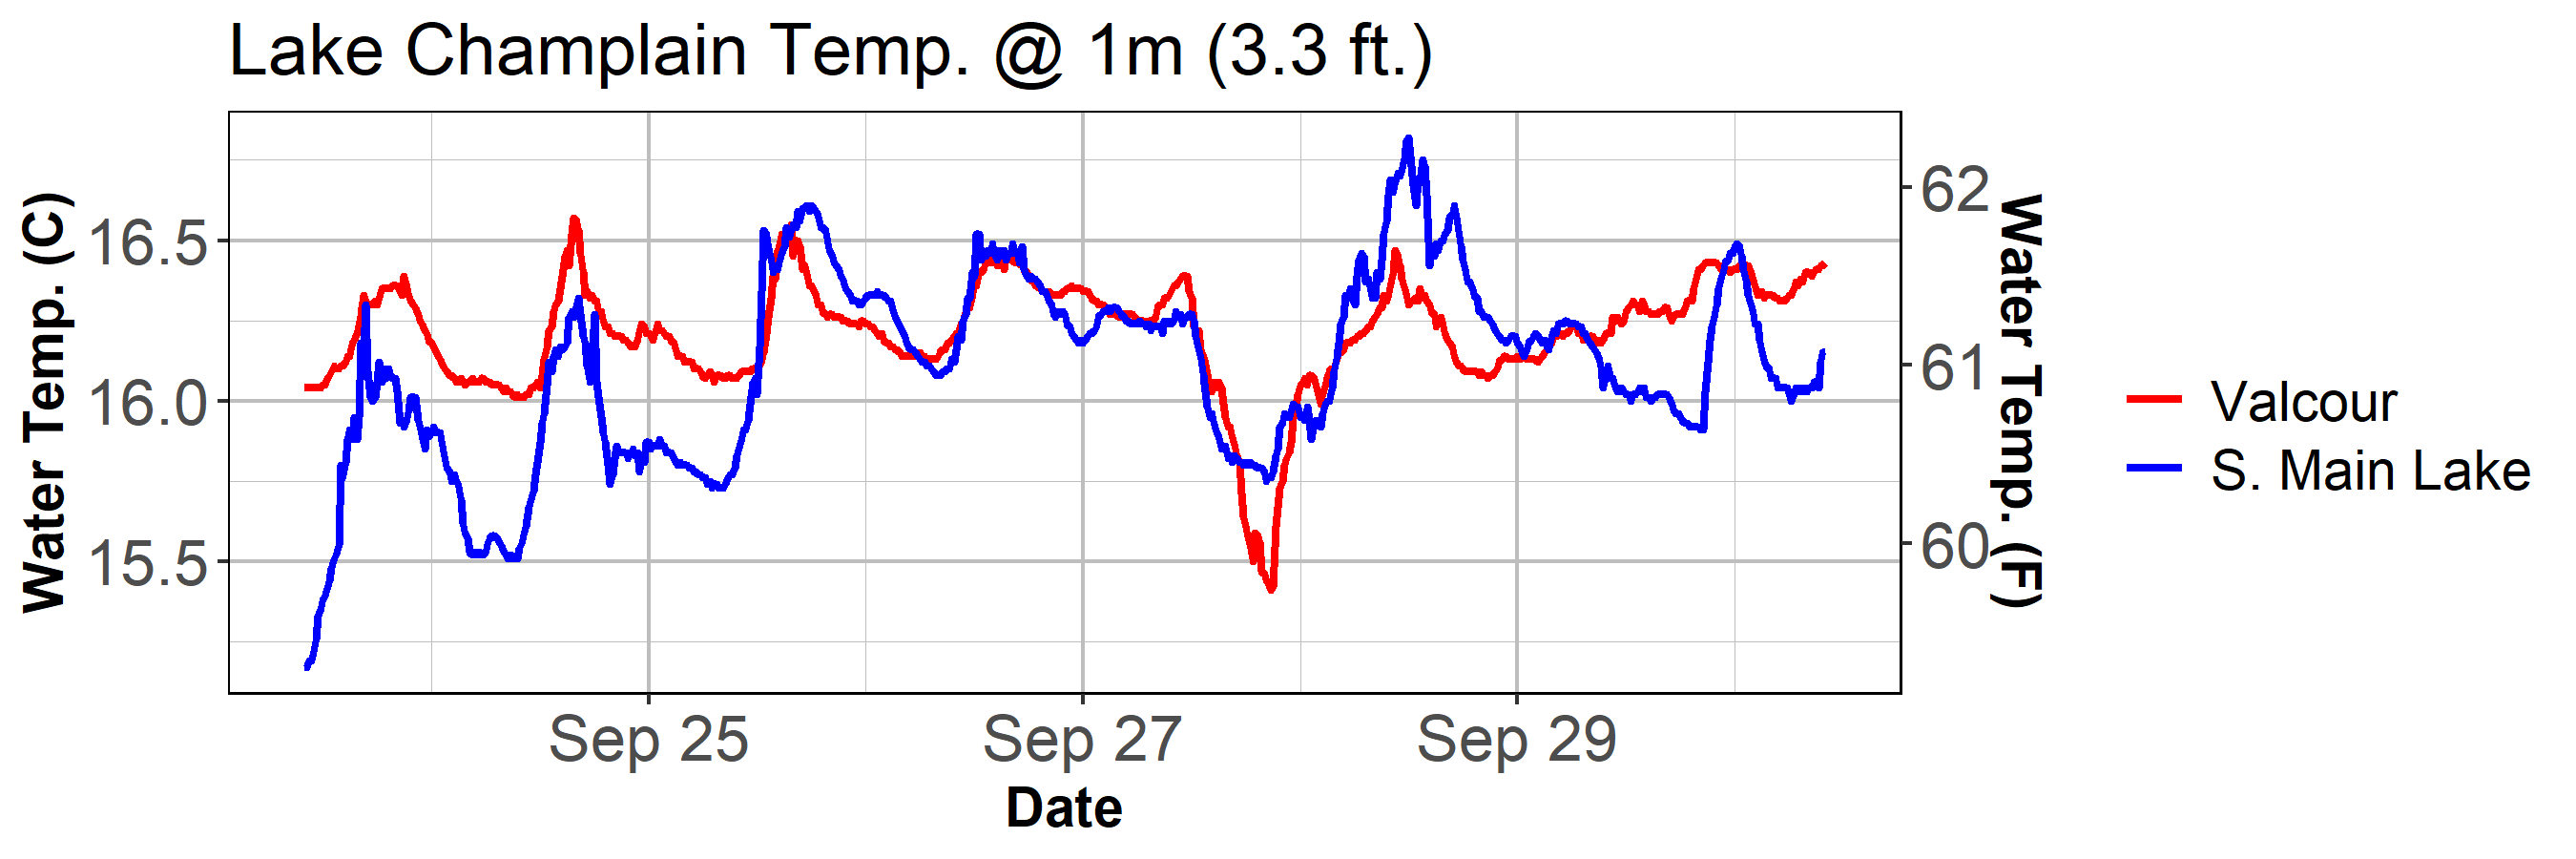 Lake Champlain Temp. @ 1m (3.3 ft.)
Water Temp. (C)
16.5
16.0
15.5
62
61
60
Water Temp. (F)
Sep 25
Sep 27
Sep 29
Date
Valcour
S. Main Lake